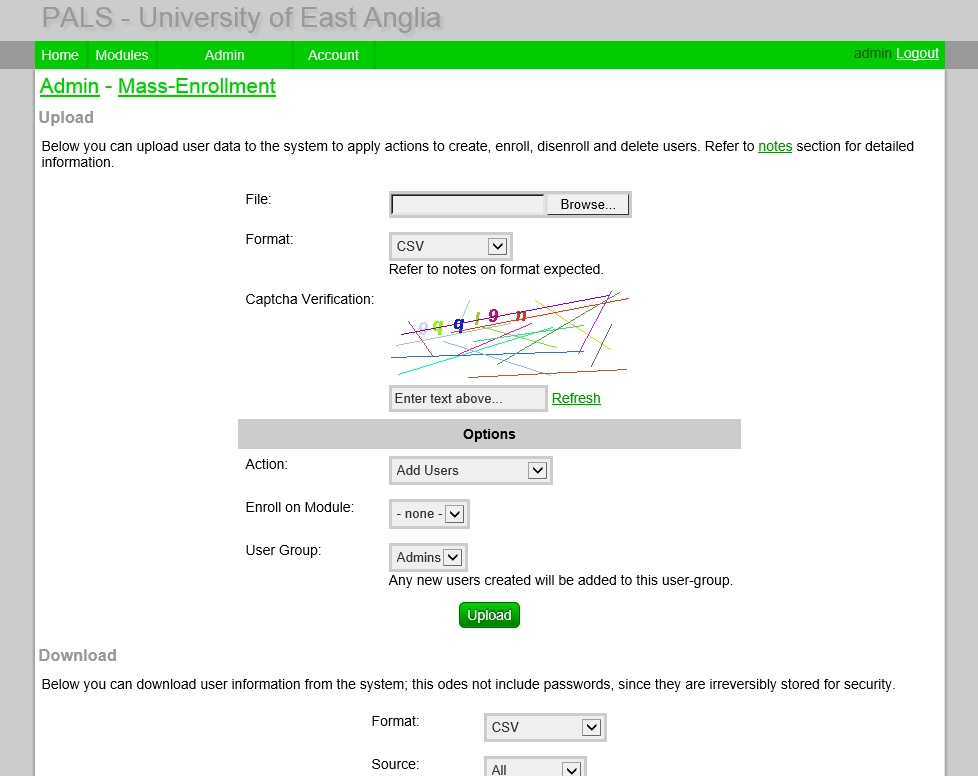 PALS - University of East Anglia
Home Modules Admin Account admin Logout
Admin - Mass-Enrollment
Upload
Below you can upload user data to the system to apply actions to create, enroll, disenroll and delete users. Refer to notes section for detailed
information.
File: Browse...
Format: CSV
Refer to notes on format expected.
Captcha Verification:
Enter text above... Refresh
Options
Action: Add Users
Enroll on Module: - none -
User Group: Admins
Any new users created will be added to this user-group.
Upload
Download
Below you can download user information from the system; this odes not include passwords, since they are irreversibly stored for security.
Format: CSV
Source: All